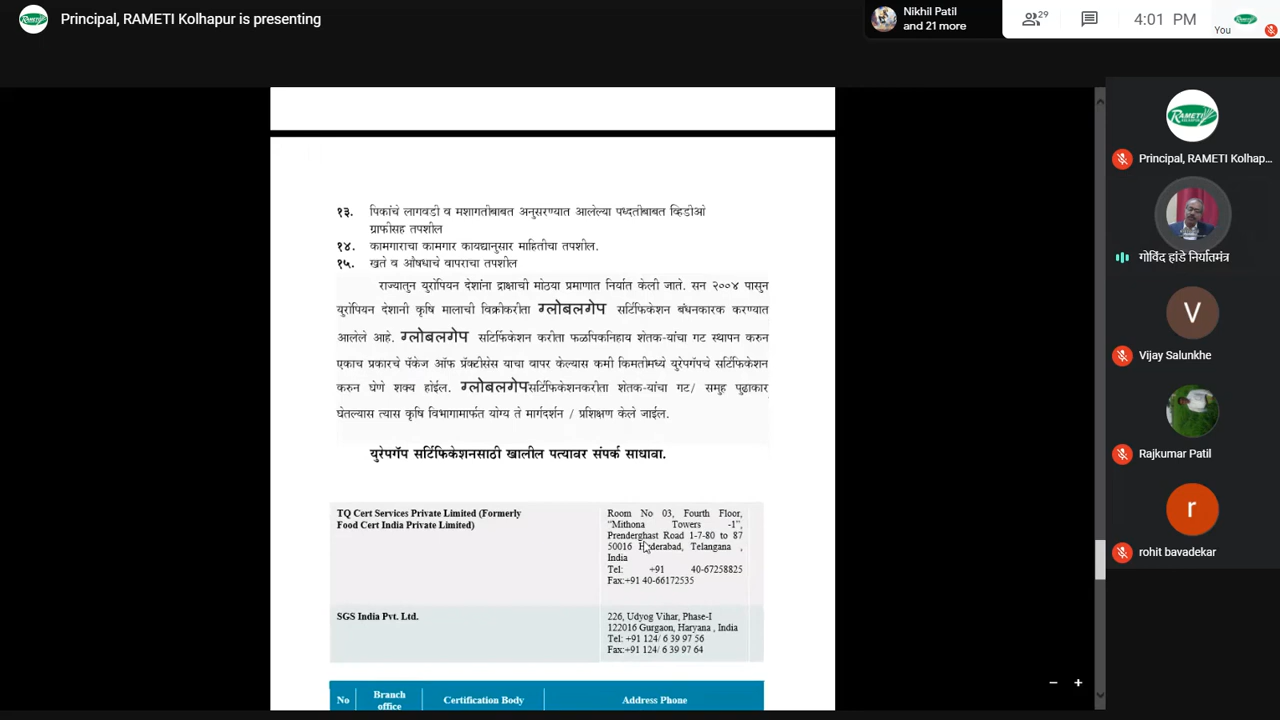 Principal, RAMETI Kolhapur is presenting
Nikhil Patil
and 21 more
29
4:01 PM
You
RAMETI
Principal, RAMETI Kolhap...
गोविंद हांडे निर्यातमंत्र
V
Vijay Salunkhe
Rajkumar Patil
r
rohit bavadekar
१३. पिकांचे लागवडी व मशागतीबाबत अनुसरण्यात आलेल्या पध्दतीबाबत व्हिडीओ
ग्राफीसह तपशील
१४. कामगाराचा कामगार कायद्यानुसार माहितीचा तपशील.
१५. खते व औषधाचे वापराचा तपशील
राज्यातुन युरोपियन देशांना द्राक्षाची मोठया प्रमाणात निर्यात केली जाते. सन २००४ पासुन
युरोपियन देशानी कृषि मालाची विक्रीकरीता ग्लोबलगेप सर्टिफिकेशन बंधनकारक करण्यात
आलेले आहे. ग्लोबलगेप सटिर्फिकेशन करीता फळपिकनिहाय शेतक-यांचा गट स्थापन करुन
एकाच प्रकारचे पॅकेज ऑफ प्रॅक्टीसेस याचा वापर केल्यास कमी किमतीमध्ये युरेपगॅपचे सर्टिफिकेशन
करुन घेणे शक्य होईल. ग्लोबलगेपसर्टिफिकेशनकरीता शेतक-यांचा गट/ समुह पुढाकार
घेतल्यास त्यास कृषि विभागामार्फत योग्य ते मार्गदर्शन / प्रशिक्षण केले जाईल.
युरेपगॅप सर्टिफिकेशनसाठी खालील पत्यावर संपर्क साधावा.
TQ Cert Services Private Limited (Formerly
Food Cert India Private Limited)
Room No 03, Fourth Floor,
"Mithona Towers -1",
Prenderghast Road 1-7-80 to 87
50016 Hyderabad, Telangana ,
India
Tel: +91 40-67258825
Fax:+91 40-66172535
SGS India Pvt. Ltd.
226, Udyog Vihar, Phase-I
122016 Gurgaon, Haryana , India
Tel: +91 124/ 6 39 97 56
Fax:+91 124/ 6 39 97 64
No Branch office Certification Body Address Phone